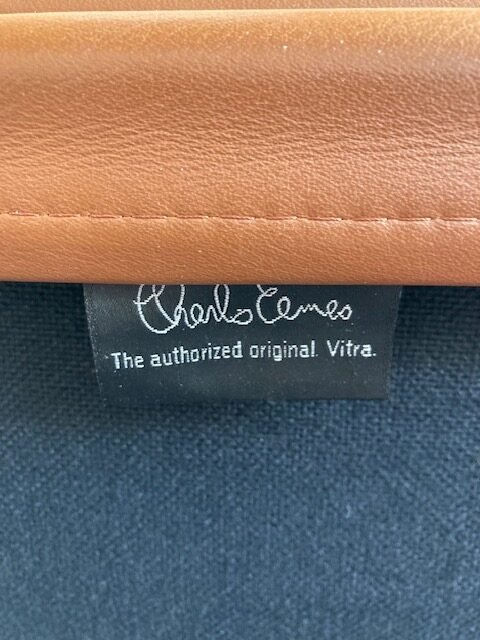 Charles Eames
The authorized original. Vitra.